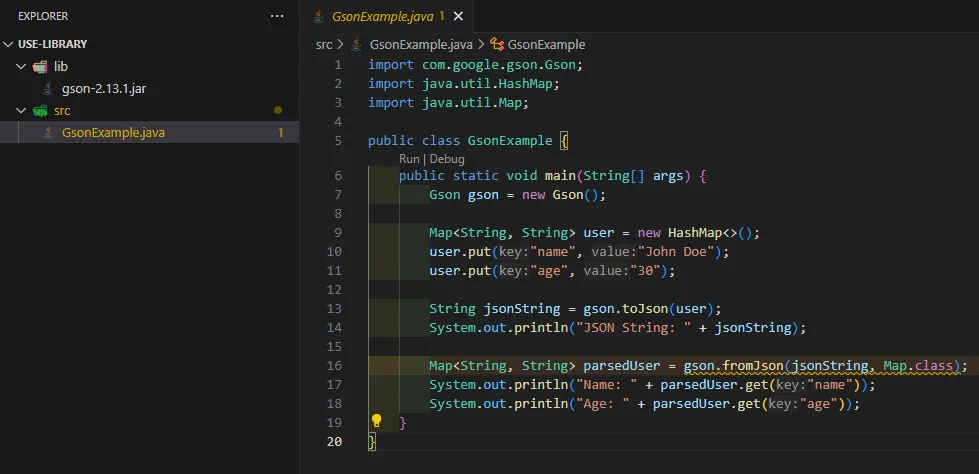 EXPLORER
...
USE-LIBRARY
lib
gson-2.13.1.jar
src
GsonExample.java 1
GsonExample.java 1
src > GsonExample.java > GsonExample
1 import com.google.gson.Gson;
2 import java.util.HashMap;
3 import java.util.Map;
4
5 public class GsonExample {
Run | Debug
6 public static void main(String[] args) {
7 Gson gson = new Gson();
8
9 Map<String, String> user = new HashMap<>();
10 user.put(key:"name", value:"John Doe");
11 user.put(key:"age", value:"30");
12
13 String jsonString = gson.toJson(user);
14 System.out.println("JSON String: " + jsonString);
15
16 Map<String, String> parsedUser = gson.fromJson(jsonString, Map.class);
17 System.out.println("Name: " + parsedUser.get(key:"name"));
18 System.out.println("Age: " + parsedUser.get(key:"age"));
19 }
20 }